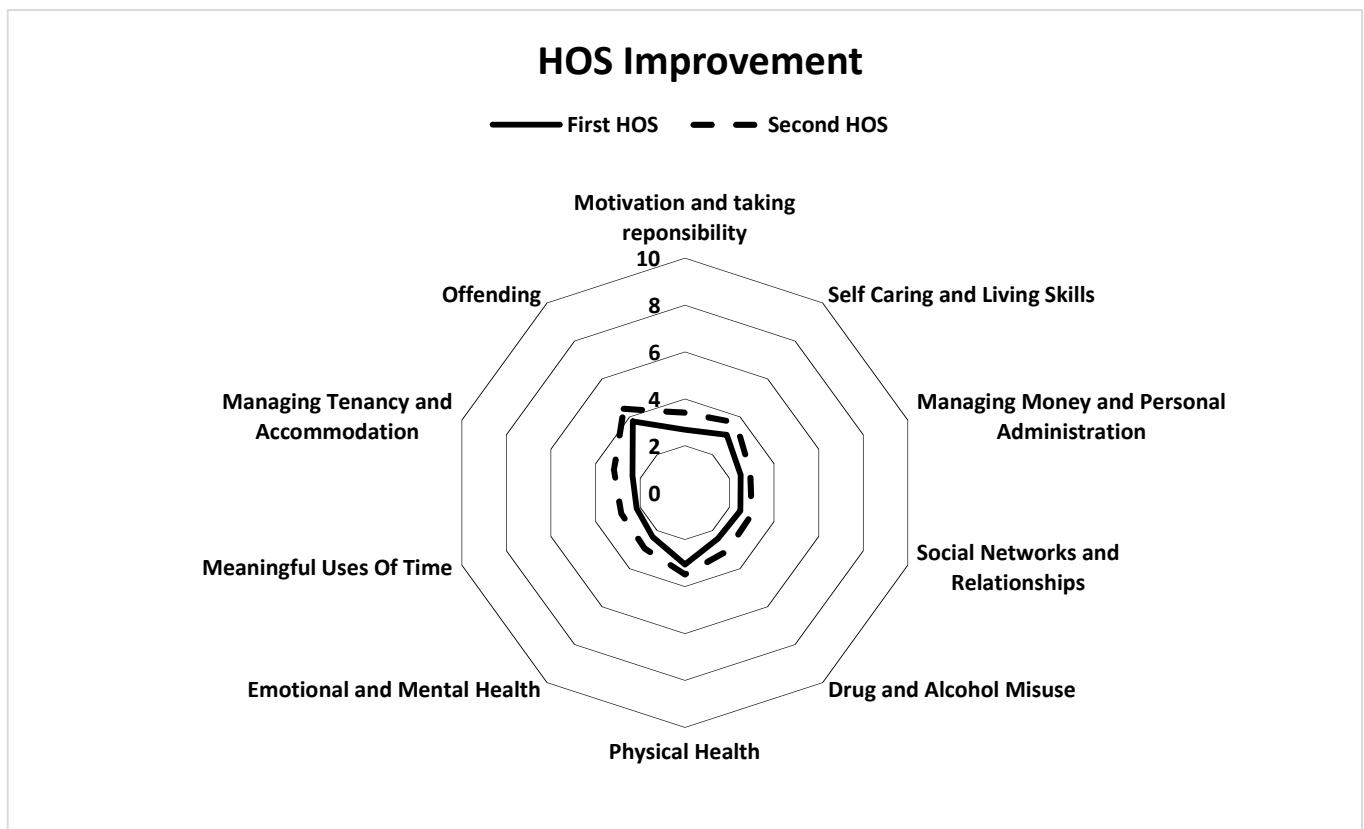 HOS Improvement
First HOS
Second HOS
Motivation and taking
reponsibility
Self Caring and Living Skills
Managing Money and Personal
Administration
Social Networks and
Relationships
Drug and Alcohol Misuse
Physical Health
Emotional and Mental Health
Meaningful Uses Of Time
Managing Tenancy and
Accommodation
Offending
10
8
6
4
2
0